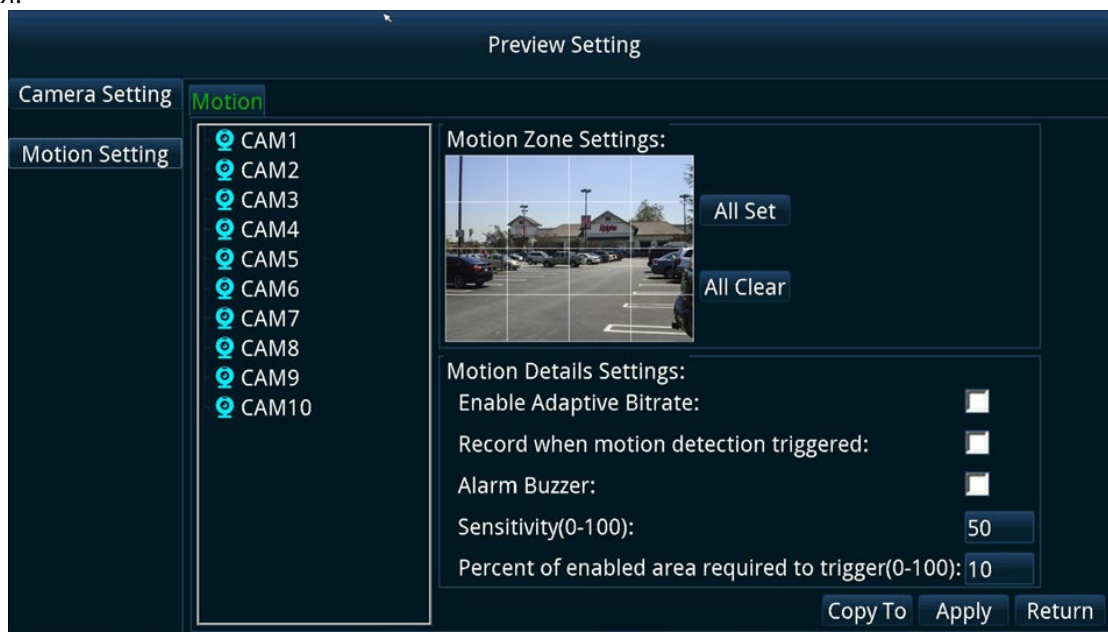 Preview Setting
Camera Setting
Motion
Motion Setting
CAM1
CAM2
CAM3
CAM4
CAM5
CAM6
CAM7
CAM8
CAM9
CAM10
Motion Zone Settings:
All Set
All Clear
Motion Details Settings:
Enable Adaptive Bitrate:
Record when motion detection triggered:
Alarm Buzzer:
Sensitivity(0-100): 50
Percent of enabled area required to trigger(0-100): 10
Copy To Apply Return